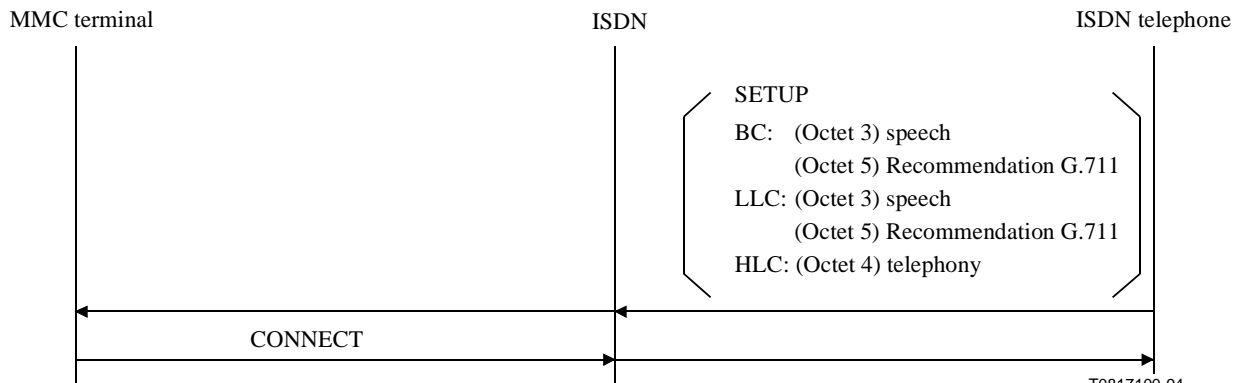 MMC terminal
ISDN
ISDN telephone
SETUP
BC: (Octet 3) speech
(Octet 5) Recommendation G.711
LLC: (Octet 3) speech
(Octet 5) Recommendation G.711
HLC: (Octet 4) telephony
CONNECT